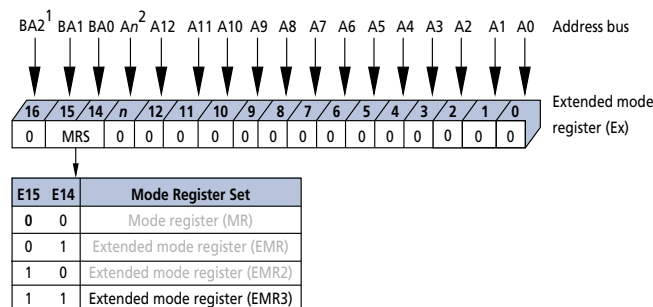 BA2¹ BA1 BA0 An² A12 A11 A10 A9 A8 A7 A6 A5 A4 A3 A2 A1 A0 Address bus
16 15 14 n 12 11 10 9 8 7 6 5 4 3 2 1 0 Extended mode
register (Ex)
0 MRS 0 0 0 0 0 0 0 0 0 0 0 0 0 0
E15 E14 Mode Register Set
0 0 Mode register (MR)
0 1 Extended mode register (EMR)
1 0 Extended mode register (EMR2)
1 1 Extended mode register (EMR3)